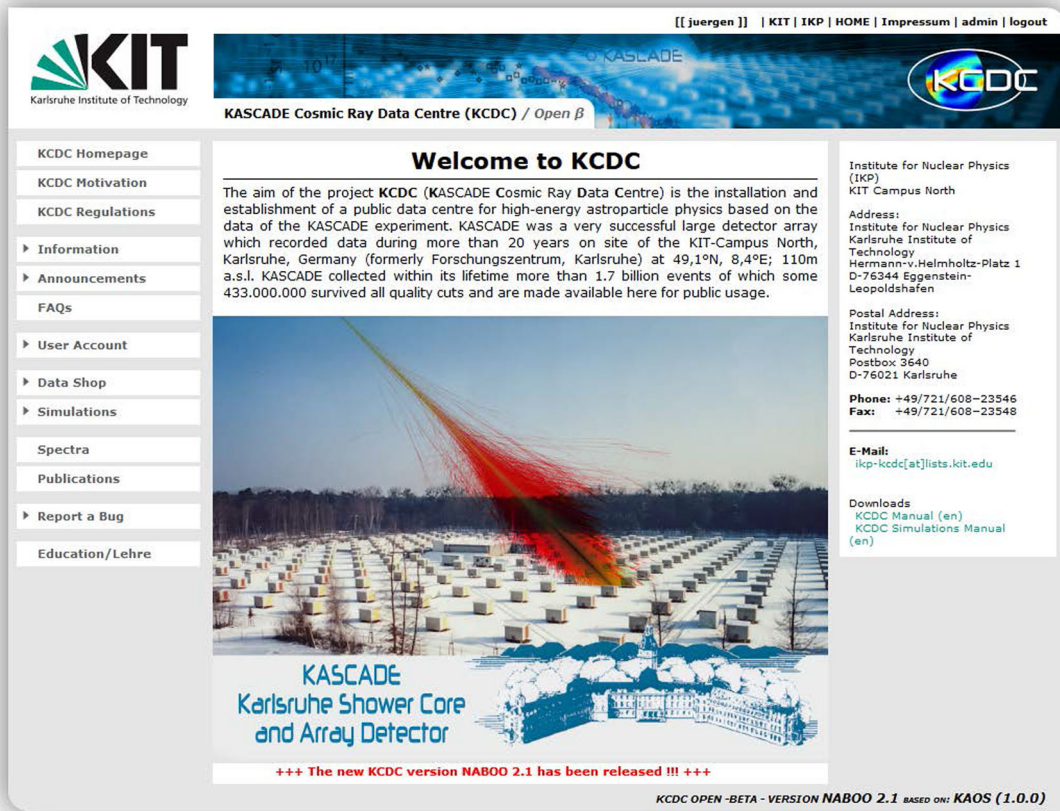 [[ juergen ]] | KIT | IKP | HOME | Impressum | admin | logout
KIT
Karlsruhe Institute of Technology
10¹⁷
KASCADE
KCDC
KASCADE Cosmic Ray Data Centre (KCDC) / Open β
KCDC Homepage
KCDC Motivation
KCDC Regulations
Information
Announcements
FAQs
User Account
Data Shop
Simulations
Spectra
Publications
Report a Bug
Education/Lehre
Welcome to KCDC
The aim of the project KCDC (KASCADE Cosmic Ray Data Centre) is the installation and
establishment of a public data centre for high-energy astroparticle physics based on the
data of the KASCADE experiment. KASCADE was a very successful large detector array
which recorded data during more than 20 years on site of the KIT-Campus North,
Karlsruhe, Germany (formerly Forschungszentrum, Karlsruhe) at 49,1ºN, 8,4ºE; 110m
a.s.l. KASCADE collected within its lifetime more than 1.7 billion events of which some
433.000.000 survived all quality cuts and are made available here for public usage.
KASCADE
Karlsruhe Shower Core
and Array Detector
+++ The new KCDC version NABOO 2.1 has been released !!! +++
Institute for Nuclear Physics
(IKP)
KIT Campus North
Address:
Institute for Nuclear Physics
Karlsruhe Institute of
Technology
Hermann-v.Helmholtz-Platz 1
D-76344 Eggenstein-
Leopoldshafen
Postal Address:
Institute for Nuclear Physics
Karlsruhe Institute of
Technology
Postbox 3640
D-76021 Karlsruhe
Phone: +49/721/608−23546
Fax: +49/721/608−23548
E-Mail:
ikp-kcdc[at]lists.kit.edu
Downloads
KCDC Manual (en)
KCDC Simulations Manual
(en)
KCDC OPEN -BETA - VERSION NABOO 2.1 BASED ON: KAOS (1.0.0)